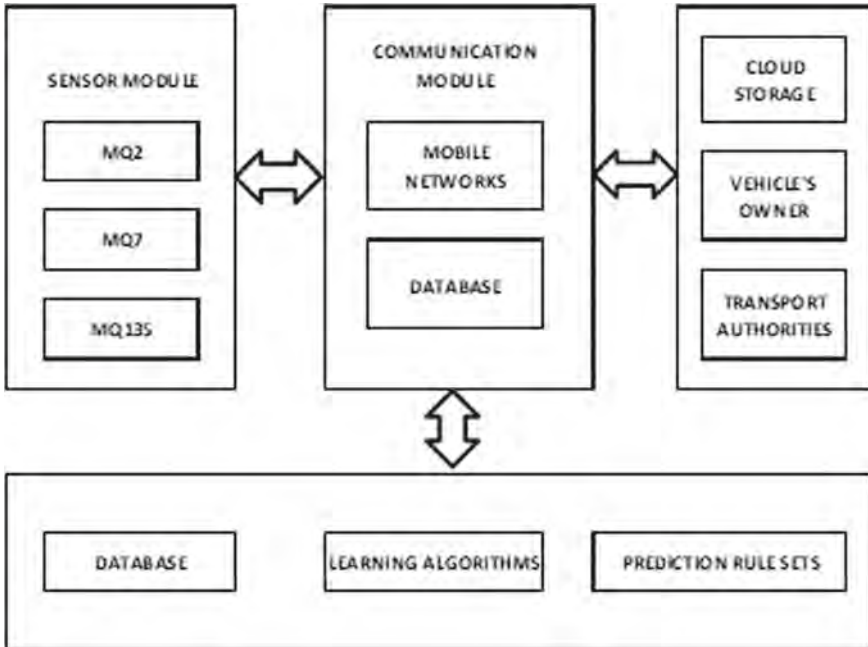 SENSOR MODULE
MQ2
MQ7
MQ135
COMMUNICATION
MODULE
MOBILE
NETWORKS
DATABASE
CLOUD
STORAGE
VEHICLE'S
OWNER
TRANSPORT
AUTHORITIES
DATABASE
LEARNING ALGORITHMS
PREDICTION RULE SETS